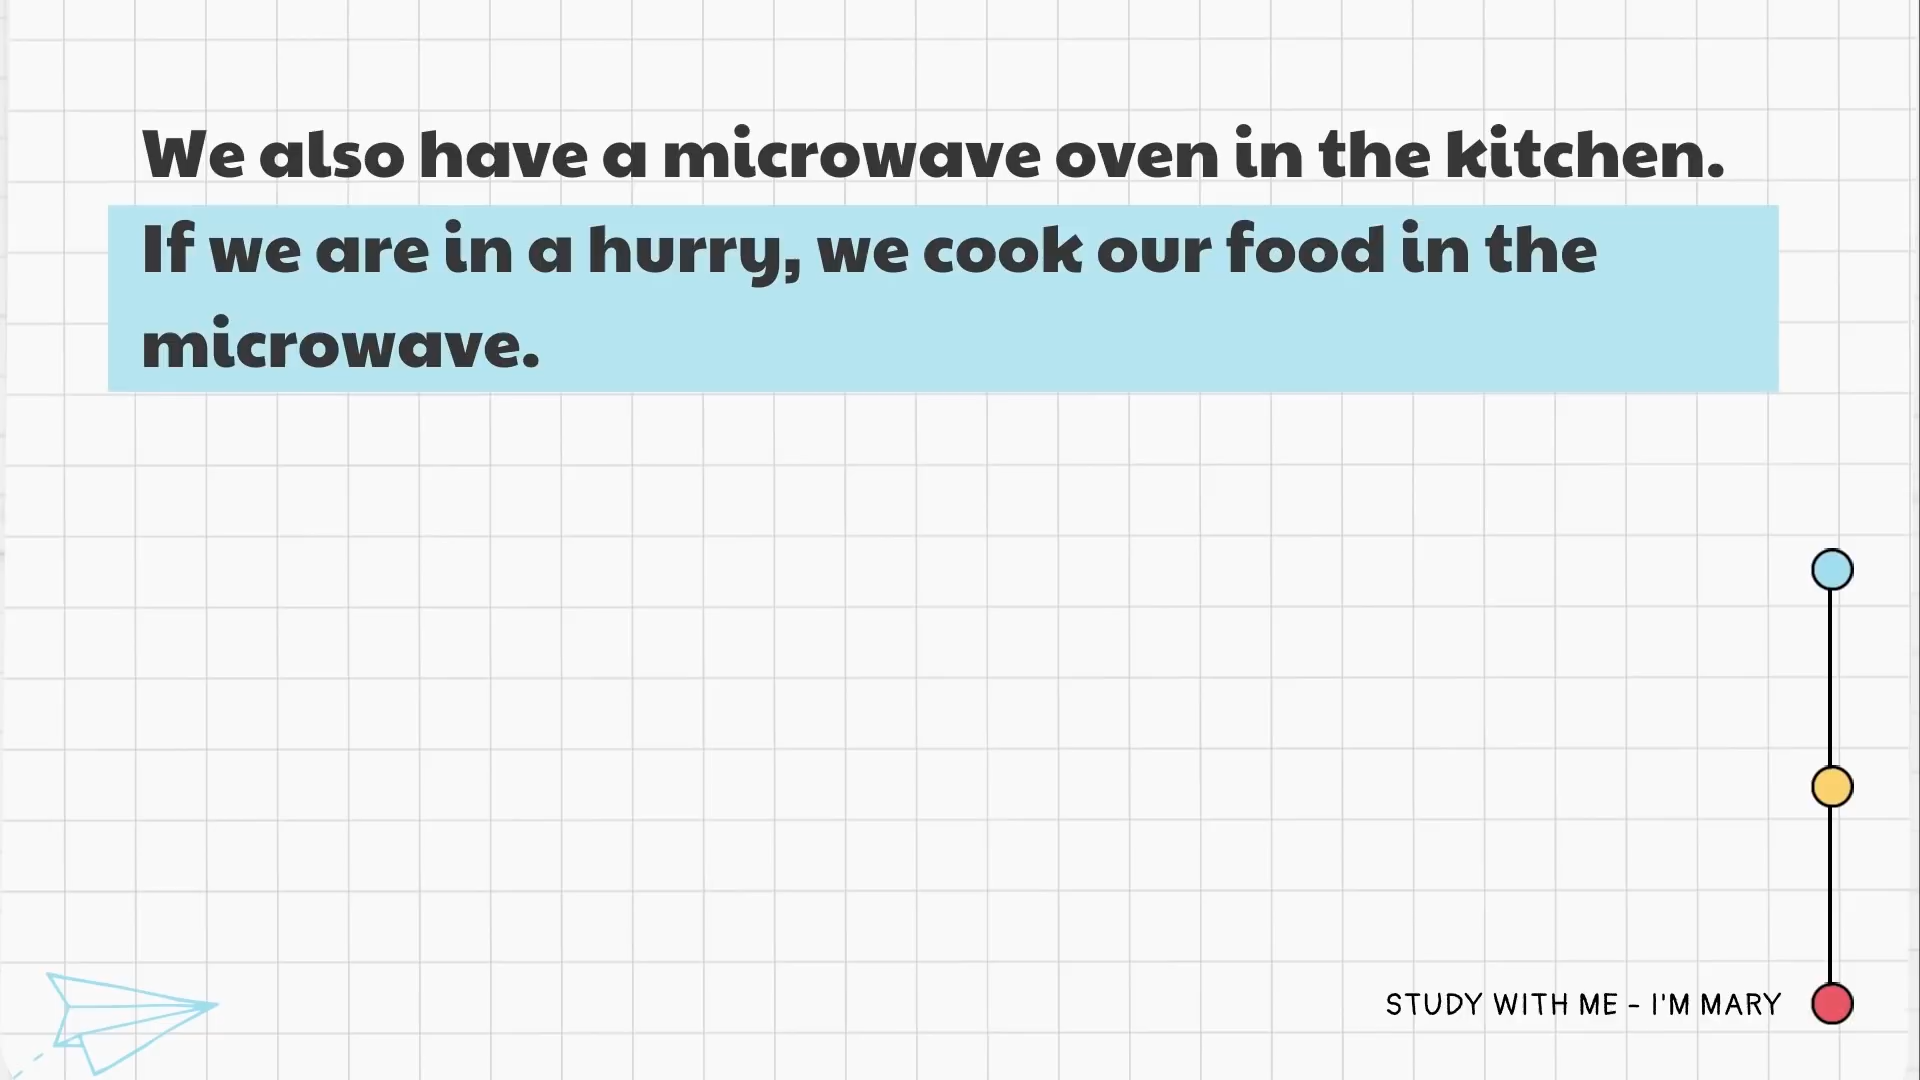 We also have a microwave oven in the kitchen.
If we are in a hurry, we cook our food in the
microwave.
STUDY WITH ME - I'M MARY